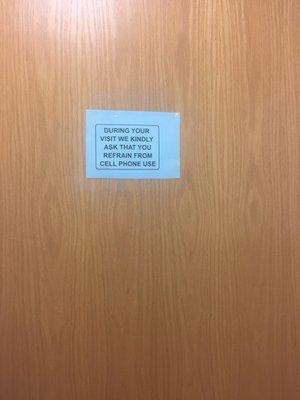 DURING YOUR
VISIT WE KINDLY
ASK THAT YOU
REFRAIN FROM
CELL PHONE USE